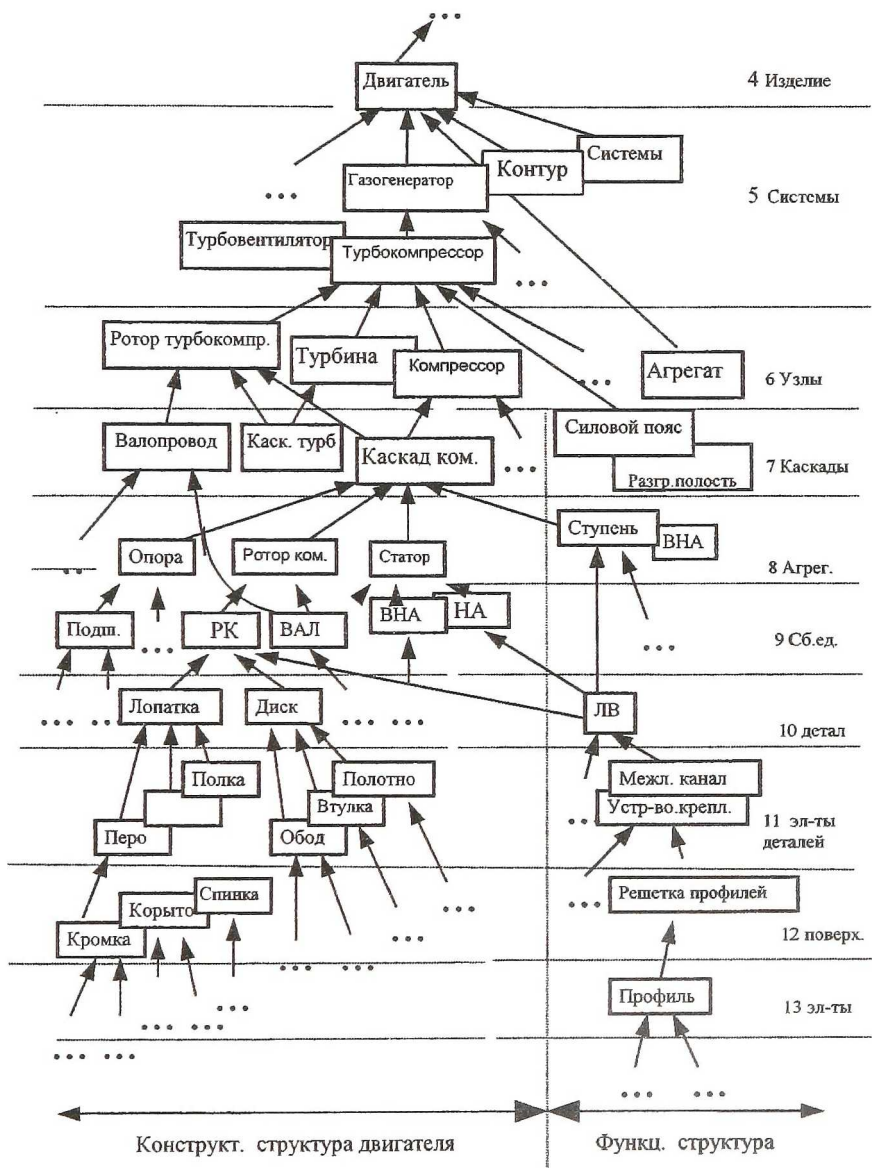 ...
Двигатель
4 Изделие
Системы
Контур
Газогенератор
...
5 Системы
Турбовентилятор
Турбокомпрессор
...
Ротор турбокомпр.
Турбина
Компрессор
...
Агрегат
6 Узлы
Валопровод
Каск. турб
Каскад ком.
...
Силовой пояс
Разгр.полость
7 Каскады
Ступень
ВНА
Опора
Ротор ком.
Статор
...
8 Агрег.
НА
ВНА
Подш.
...
РК
ВАЛ
...
9 Сб.ед.
Лопатка
Диск
... ...
... ...
ЛВ
10 детал
Полка
Полотно
Межл. канал
Втулка
Устр-во.крепл.
Перо
Обод
...
11 эл-ты
деталей
Спинка
Корыто
Кромка
...
...
Решетка профилей
12 поверх.
... ...
...
...
... ...
Профиль
13 эл-ты
... ...
... ...
Конструкт. структура двигателя
Функц. структура